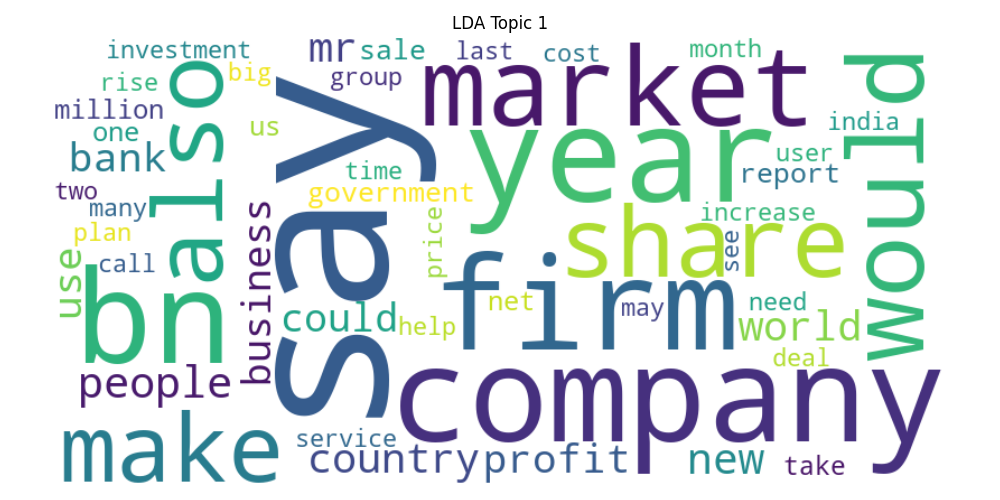 LDA Topic 1
investment
mr
sale
last
cost
month
rise
big
group
market
million
us
also
would
india
one
bank
say
year
user
time
report
two
many
government
share
increase
plan
price
see
call
business
use
bn
firm
net
may
need
could
help
world
deal
people
company
make
service
country
profit
new
take